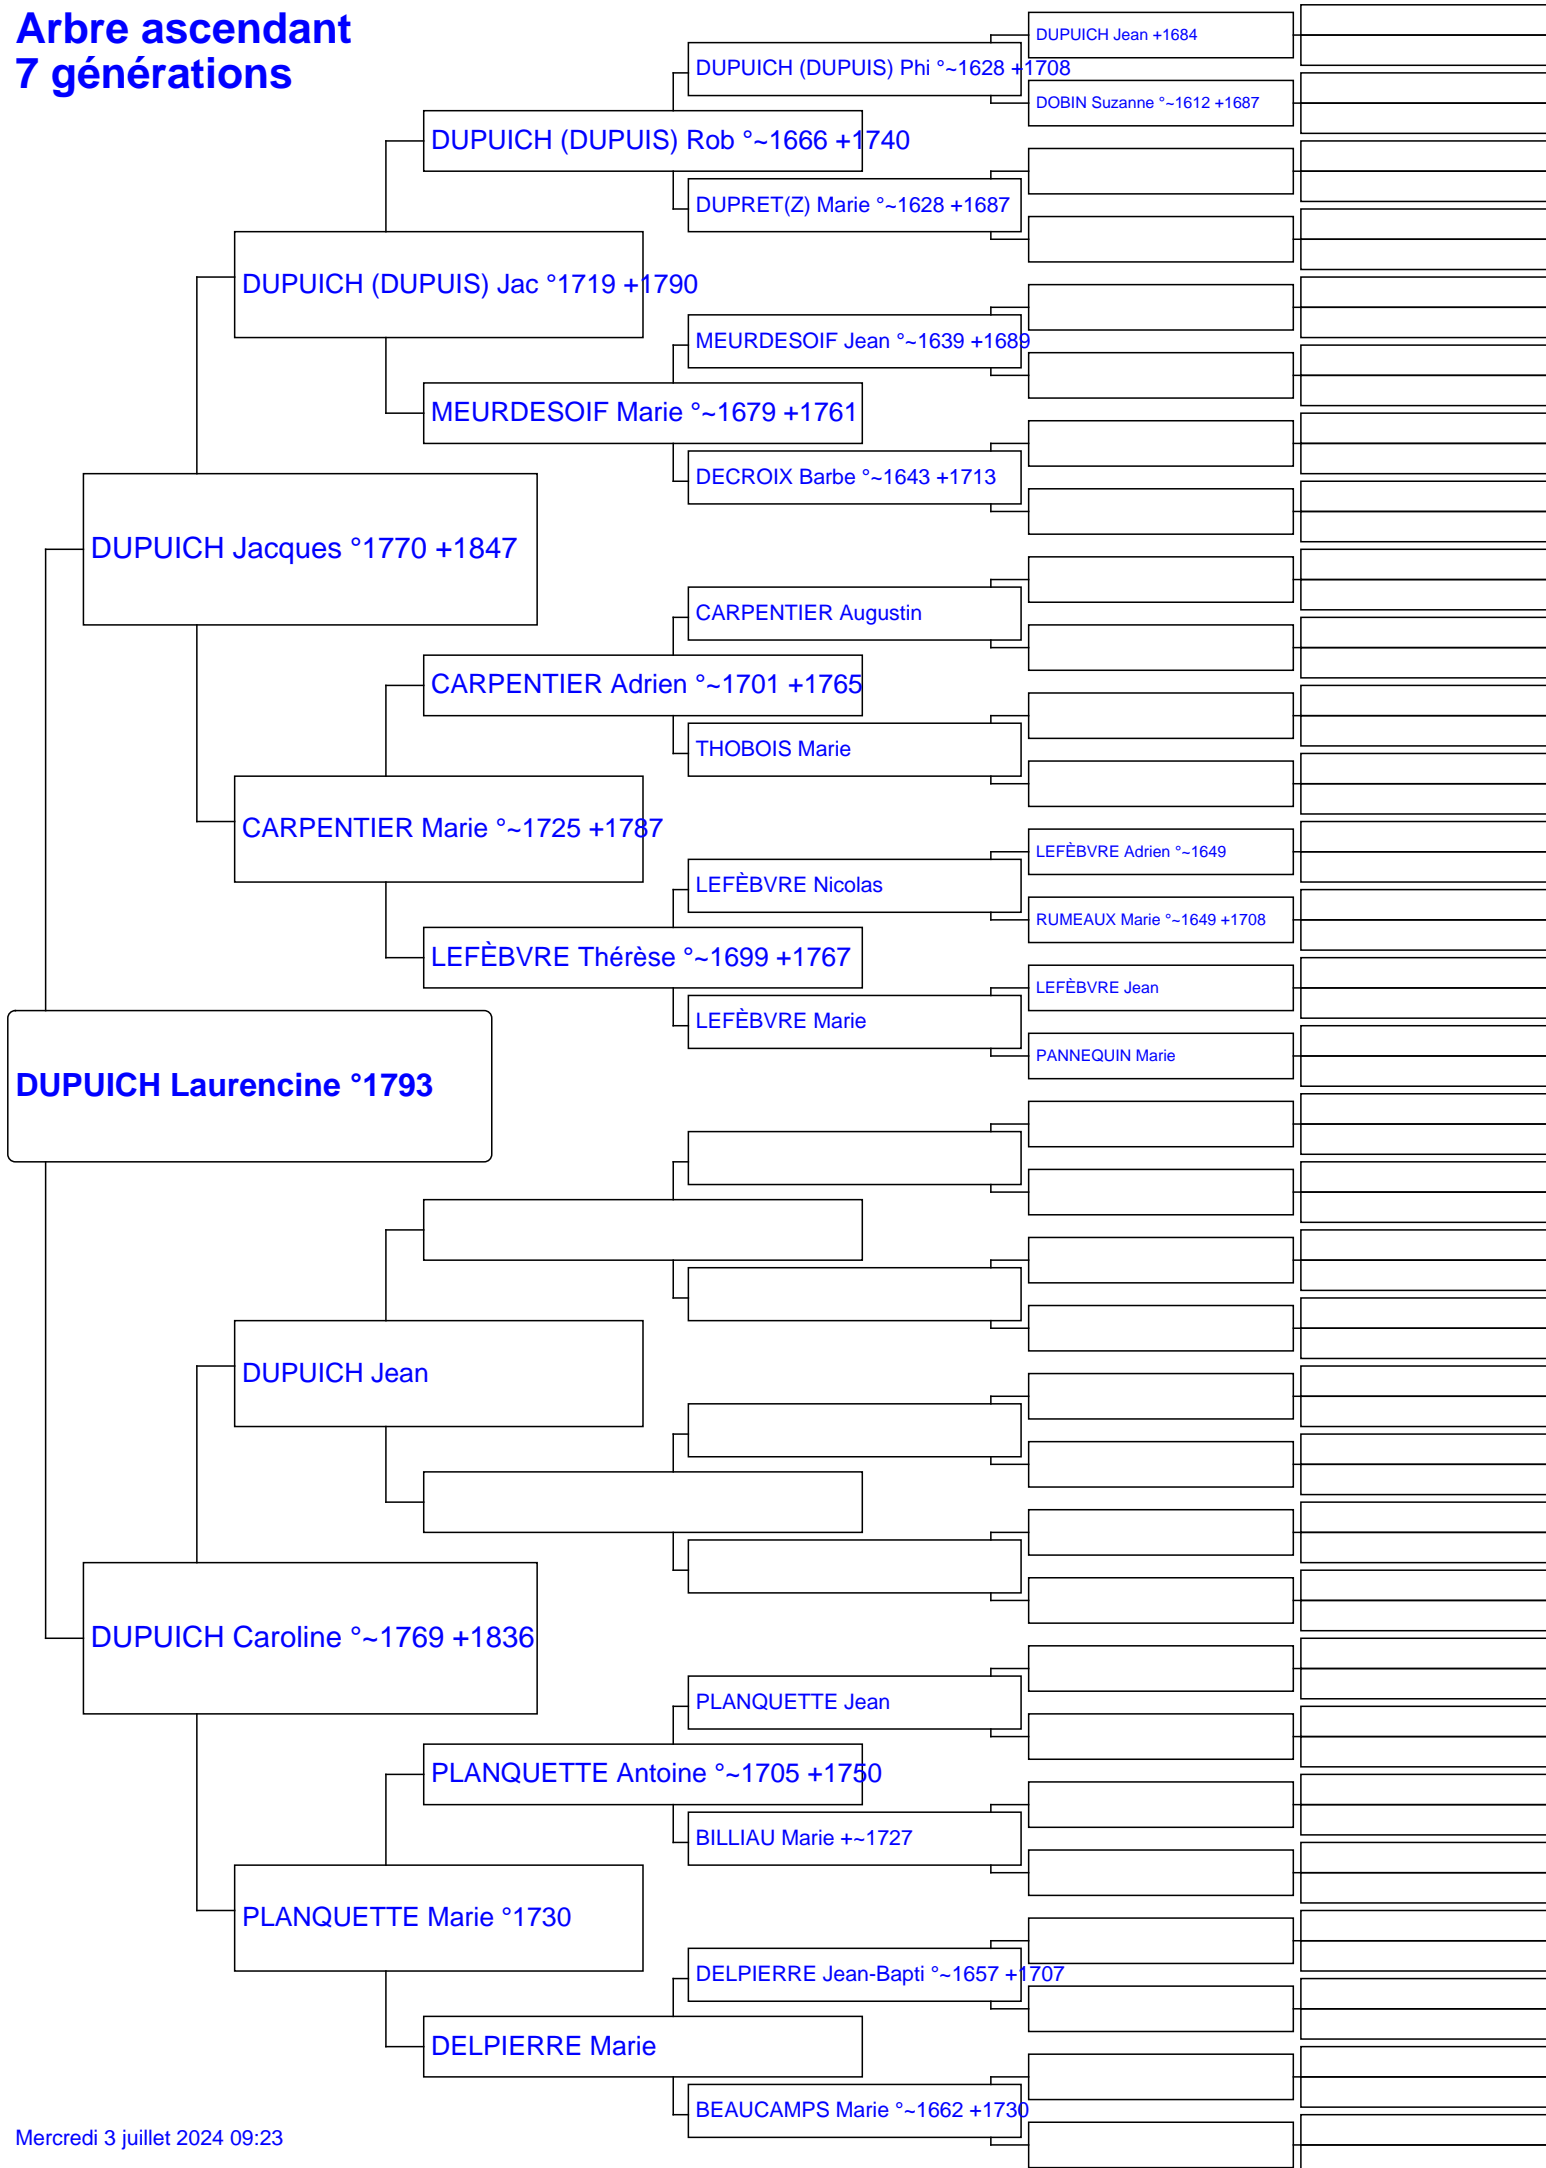 Arbre ascendant
7 générations
DUPUICH Jean +1684
DUPUICH (DUPUIS) Phi °~1628 +1708
DOBIN Suzanne °~1612 +1687
DUPUICH (DUPUIS) Rob °~1666 +1740
DUPRET(Z) Marie °~1628 +1687
DUPUICH (DUPUIS) Jac °1719 +1790
MEURDESOIF Jean °~1639 +1689
MEURDESOIF Marie °~1679 +1761
DECROIX Barbe °~1643 +1713
DUPUICH Jacques °1770 +1847
CARPENTIER Augustin
CARPENTIER Adrien °~1701 +1765
THOBOIS Marie
CARPENTIER Marie °~1725 +1787
LEFÈBVRE Adrien °~1649
LEFÈBVRE Nicolas
RUMEAUX Marie °~1649 +1708
LEFÈBVRE Thérèse °~1699 +1767
LEFÈBVRE Jean
LEFÈBVRE Marie
PANNEQUIN Marie
DUPUICH Laurencine °1793
DUPUICH Jean
DUPUICH Caroline °~1769 +1836
PLANQUETTE Jean
PLANQUETTE Antoine °~1705 +1750
BILLIAU Marie +~1727
PLANQUETTE Marie °1730
DELPIERRE Jean-Bapti °~1657 +1707
DELPIERRE Marie
BEAUCAMPS Marie °~1662 +1730
Mercredi 3 juillet 2024 09:23